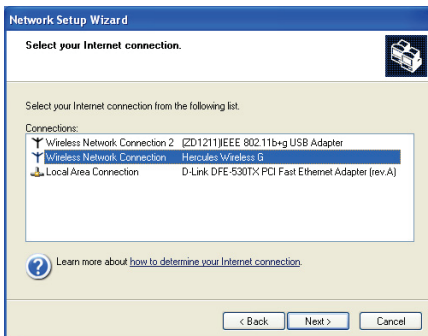 Network Setup Wizard
Select your Internet connection.
Select your Internet connection from the following list.
Connections:
Wireless Network Connection 2 (ZD1211)IEEE 802.11b+g USB Adapter
Wireless Network Connection Hercules Wireless G
Local Area Connection D-Link DFE-530TX PCI Fast Ethernet Adapter (rev.A)
Learn more about how to determine your Internet connection.
< Back Next > Cancel